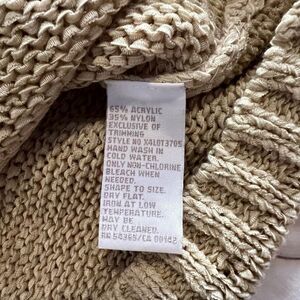 65% ACRYLIC
35% NYLON
EXCLUSIVE OF
TRIMMING
STYLE NO X4LOT3705
HAND WASH IN
COLD WATER.
ONLY NON-CHLORINE
BLEACH WHEN
NEEDED.
SHAPE TO SIZE.
DRY FLAT.
IRON AT LOW
TEMPERATURE.
MAY BE
DRY CLEANED.
RN 54365/CA 00142